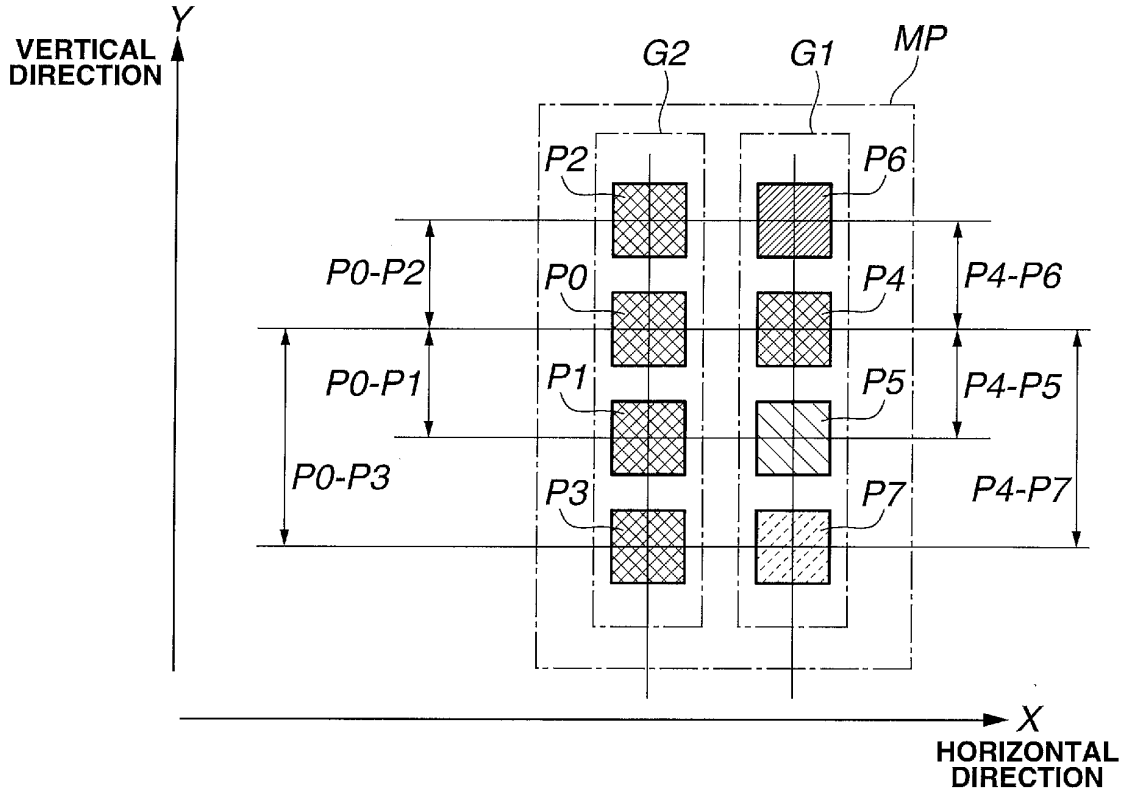 Y
VERTICAL
DIRECTION
MP
G2
G1
P2
P6
P0-P2
P0
P4
P4-P6
P0-P1
P1
P5
P4-P5
P0-P3
P3
P7
P4-P7
X
HORIZONTAL
DIRECTION